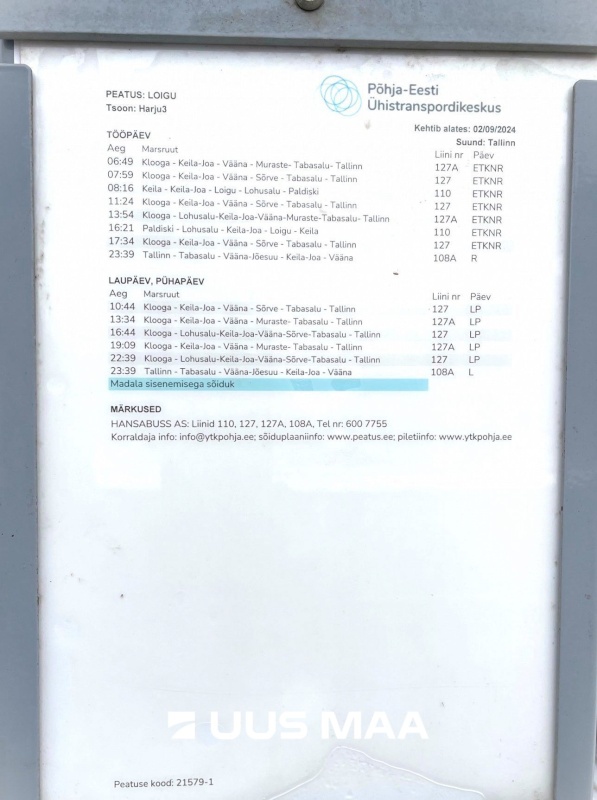 PEATUS: LOIGU
Tsoon: Harju3
Põhja-Eesti
Ühistranspordikeskus
Kehtib alates: 02/09/2024
TÖÖPÄEV
Suund: Tallinn
Aeg Marsruut Liini nr Päev
06:49 Klooga - Keila-Joa - Vääna - Muraste- Tabasalu- Tallinn 127A ETKNR
07:59 Klooga - Keila-Joa - Vääna - Sõrve - Tabasalu - Tallinn 127 ETKNR
08:16 Keila - Keila-Joa - Loigu - Lohusalu - Paldiski 110 ETKNR
11:24 Klooga - Keila-Joa - Vääna - Sõrve - Tabasalu - Tallinn 127 ETKNR
13:54 Klooga - Lohusalu-Keila-Joa-Vääna-Muraste-Tabasalu- Tallinn 127A ETKNR
16:21 Paldiski - Lohusalu - Keila-Joa - Loigu - Keila 110 ETKNR
17:34 Klooga - Keila-Joa - Vääna - Sõrve - Tabasalu - Tallinn 127 ETKNR
23:39 Tallinn - Tabasalu - Vääna-Jõesuu - Keila-Joa - Vääna 108A R
LAUPÄEV, PÜHAPÄEV
Aeg Marsruut Liini nr Päev
10:44 Klooga - Keila-Joa - Vääna - Sõrve - Tabasalu - Tallinn 127 LP
13:34 Klooga - Keila-Joa - Vääna - Muraste- Tabasalu - Tallinn 127A LP
16:44 Klooga - Lohusalu-Keila-Joa-Vääna-Sõrve-Tabasalu - Tallinn 127 LP
19:09 Klooga - Keila-Joa - Vääna - Muraste- Tabasalu - Tallinn 127A LP
22:39 Klooga - Lohusalu-Keila-Joa-Vääna-Sõrve-Tabasalu - Tallinn 127 LP
23:39 Tallinn - Tabasalu - Vääna-Jõesuu - Keila-Joa - Vääna 108A L
Madala sisenemisega sõiduk
MÄRKUSED
HANSABUSS AS: Liinid 110, 127, 127A, 108A, Tel nr: 600 7755
Korraldaja info: info@ytkpohja.ee; sõiduplaaniinfo: www.peatus.ee; piletiinfo: www.ytkpohja.ee
UUS MAA
Peatuse kood: 21579-1